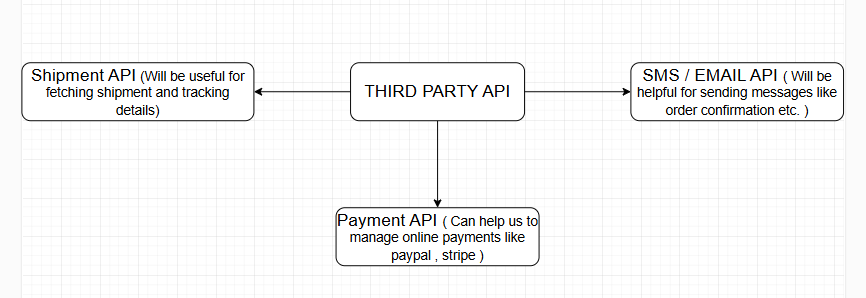 Shipment API (Will be useful for
fetching shipment and tracking
details)
THIRD PARTY API
SMS / EMAIL API ( Will be
helpful for sending messages like
order confirmation etc. )
Payment API ( Can help us to
manage online payments like
paypal , stripe )